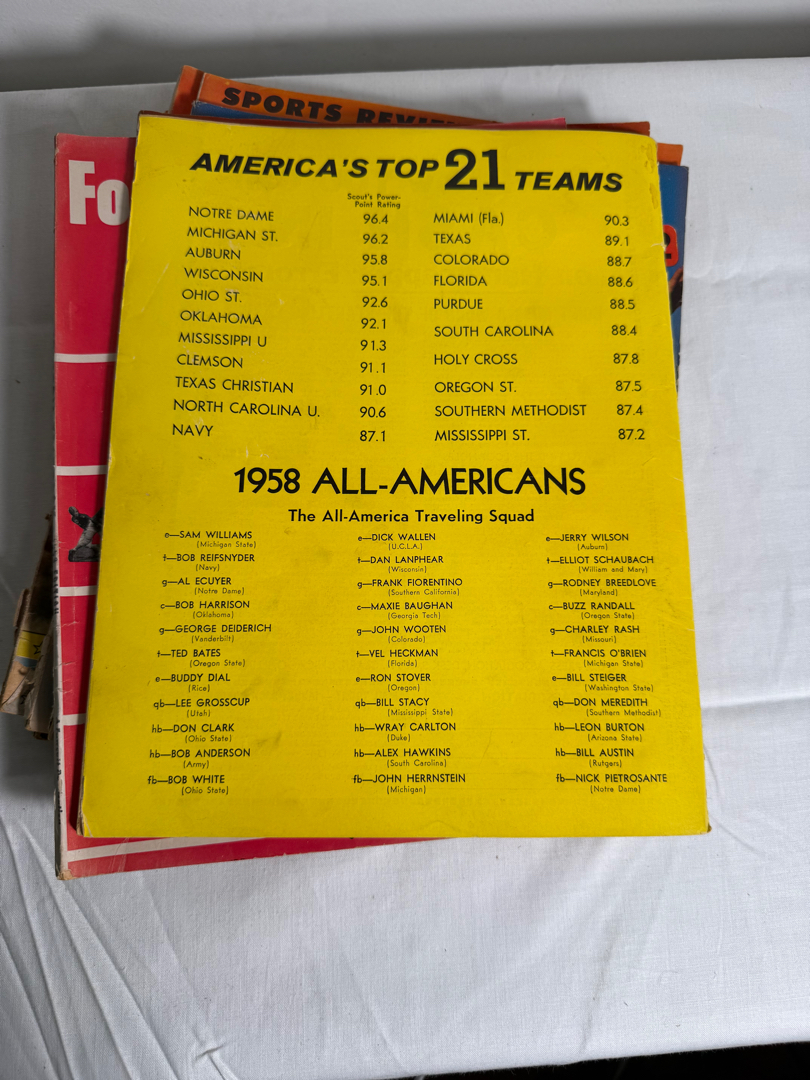 SPORTS REVIEW
Fo
AMERICA'S TOP 21 TEAMS
Scout's Power-
Point Rating
NOTRE DAME 96.4
MICHIGAN ST. 96.2
AUBURN 95.8
WISCONSIN 95.1
OHIO ST. 92.6
OKLAHOMA 92.1
MISSISSIPPI U 91.3
CLEMSON 91.1
TEXAS CHRISTIAN 91.0
NORTH CAROLINA U. 90.6
NAVY 87.1
MIAMI (Fla.) 90.3
TEXAS 89.1
COLORADO 88.7
FLORIDA 88.6
PURDUE 88.5
SOUTH CAROLINA 88.4
HOLY CROSS 87.8
OREGON ST. 87.5
SOUTHERN METHODIST 87.4
MISSISSIPPI ST. 87.2
1958 ALL-AMERICANS
The All-America Traveling Squad
e—SAM WILLIAMS
(Michigan State)
t—BOB REIFSNYDER
(Navy)
g—AL ECUYER
(Notre Dame)
c—BOB HARRISON
(Oklahoma)
g—GEORGE DEIDERICH
(Vanderbilt)
t—TED BATES
(Oregon State)
e—BUDDY DIAL
(Rice)
qb—LEE GROSSCUP
(Utah)
hb—DON CLARK
(Ohio State)
hb—BOB ANDERSON
(Army)
fb—BOB WHITE
(Ohio State)
e—DICK WALLEN
(U.C.L.A.)
t—DAN LANPHEAR
(Wisconsin)
g—FRANK FIORENTINO
(Southern California)
c—MAXIE BAUGHAN
(Georgia Tech)
g—JOHN WOOTEN
(Colorado)
t—VEL HECKMAN
(Florida)
e—RON STOVER
(Oregon)
qb—BILL STACY
(Mississippi State)
hb—WRAY CARLTON
(Duke)
hb—ALEX HAWKINS
(South Carolina)
fb—JOHN HERRNSTEIN
(Michigan)
e—JERRY WILSON
(Auburn)
t—ELLIOT SCHAUBACH
(William and Mary)
g—RODNEY BREEDLOVE
(Maryland)
c—BUZZ RANDALL
(Oregon State)
g—CHARLEY RASH
(Missouri)
t—FRANCIS O'BRIEN
(Michigan State)
e—BILL STEIGER
(Washington State)
qb—DON MEREDITH
(Southern Methodist)
hb—LEON BURTON
(Arizona State)
hb—BILL AUSTIN
(Rutgers)
fb—NICK PIETROSANTE
(Notre Dame)